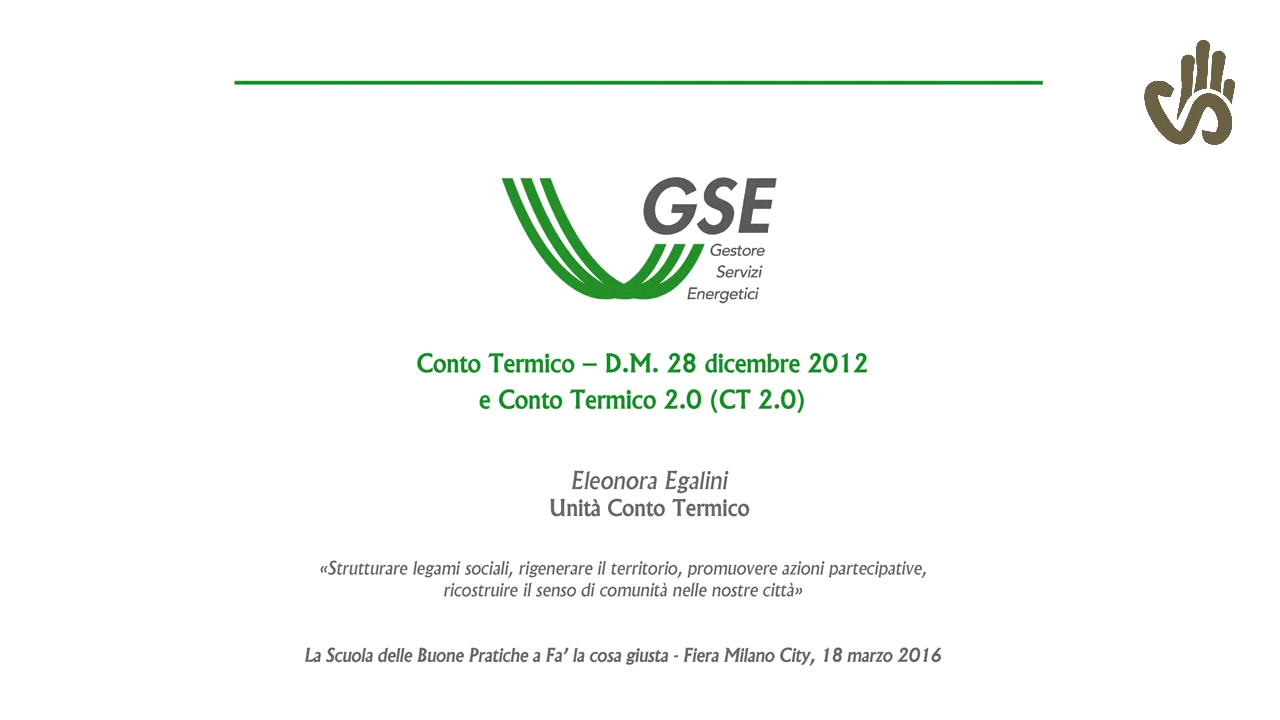 GSE
Gestore
Servizi
Energetici
Conto Termico – D.M. 28 dicembre 2012
e Conto Termico 2.0 (CT 2.0)
Eleonora Egalini
Unità Conto Termico
«Strutturare legami sociali, rigenerare il territorio, promuovere azioni partecipative,
ricostruire il senso di comunità nelle nostre città»
La Scuola delle Buone Pratiche a Fa’ la cosa giusta - Fiera Milano City, 18 marzo 2016